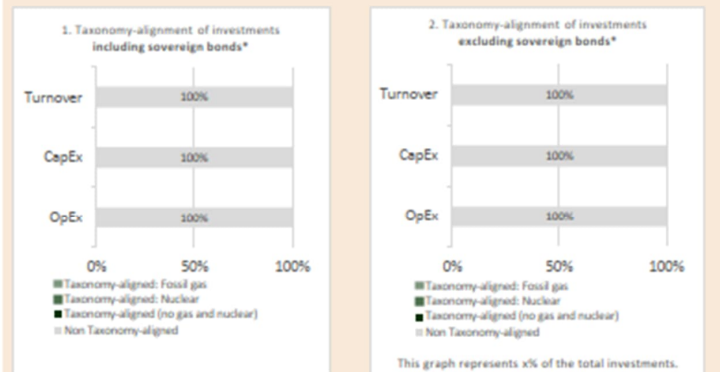 1. Taxonomy-alignment of investments
including sovereign bonds*
Turnover
100%
CapEx
100%
OpEx
100%
0% 50% 100%
Taxonomy-aligned: Fossil gas
Taxonomy-aligned: Nuclear
Taxonomy-aligned (no gas and nuclear)
Non Taxonomy-aligned
2. Taxonomy-alignment of investments
excluding sovereign bonds*
Turnover
100%
CapEx
100%
OpEx
100%
0% 50% 100%
Taxonomy-aligned: Fossil gas
Taxonomy-aligned: Nuclear
Taxonomy-aligned (no gas and nuclear)
Non Taxonomy-aligned
This graph represents x% of the total investments.